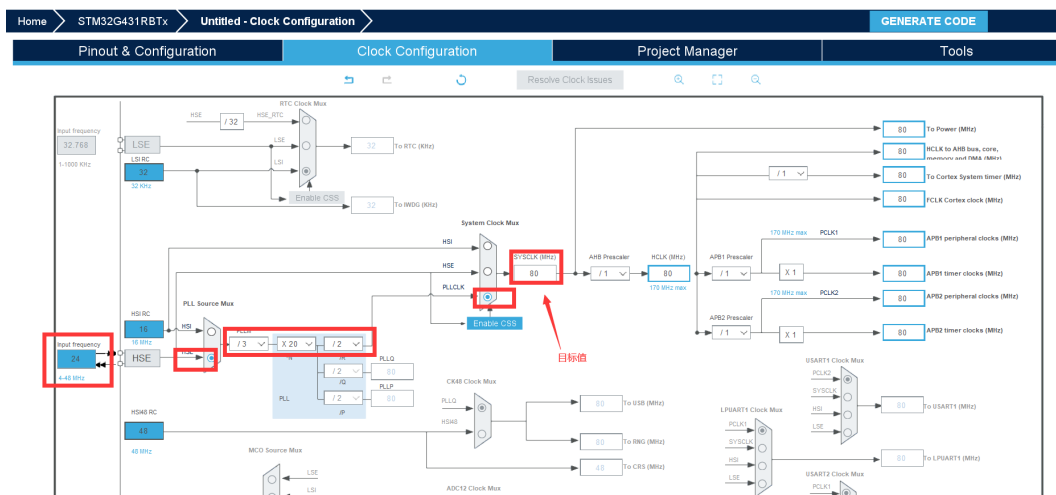 Home
STM32G431RBTx
Untitled - Clock Configuration
GENERATE CODE
Pinout & Configuration
Clock Configuration
Project Manager
Tools
Resolve Clock Issues
RTC Clock Mux
HSE
/ 32
HSE_RTC
Input frequency
32.768
1-1000 KHz
LSE
LSE
LSI RC
32
32 KHz
LSI
32
To RTC (KHz)
Enable CSS
32
To IWDG (KHz)
80
To Power (MHz)
80
HCLK to AHB bus, core,
memory and DMA (MHz)
/ 1
80
To Cortex System timer (MHz)
80
FCLK Cortex clock (MHz)
System Clock Mux
HSI
HSE
PLLCLK
SYSCLK (MHz)
80
AHB Prescaler
/ 1
HCLK (MHz)
80
170 MHz max
APB1 Prescaler
/ 1
170 MHz max
PCLK1
80
APB1 peripheral clocks (MHz)
X 1
80
APB1 timer clocks (MHz)
170 MHz max
PCLK2
80
APB2 peripheral clocks (MHz)
APB2 Prescaler
/ 1
X 1
80
APB2 timer clocks (MHz)
Enable CSS
目标值
PLL Source Mux
HSI RC
16
16 MHz
HSI
Input frequency
24
4-48 MHz
HSE
HSE
/ 3
X 20
/ 2
/ 2
/Q
PLLQ
80
PLL
/ 2
/P
PLLP
80
HSI48 RC
48
48 MHz
CK48 Clock Mux
PLLQ
HSI48
80
To USB (MHz)
80
To RNG (MHz)
48
To CRS (MHz)
USART1 Clock Mux
PCLK2
SYSCLK
HSI
LSE
80
To USART1 (MHz)
LPUART1 Clock Mux
PCLK1
SYSCLK
HSI
LSE
80
To LPUART1 (MHz)
MCO Source Mux
LSE
LSI
ADC12 Clock Mux
USART2 Clock Mux
PCLK1